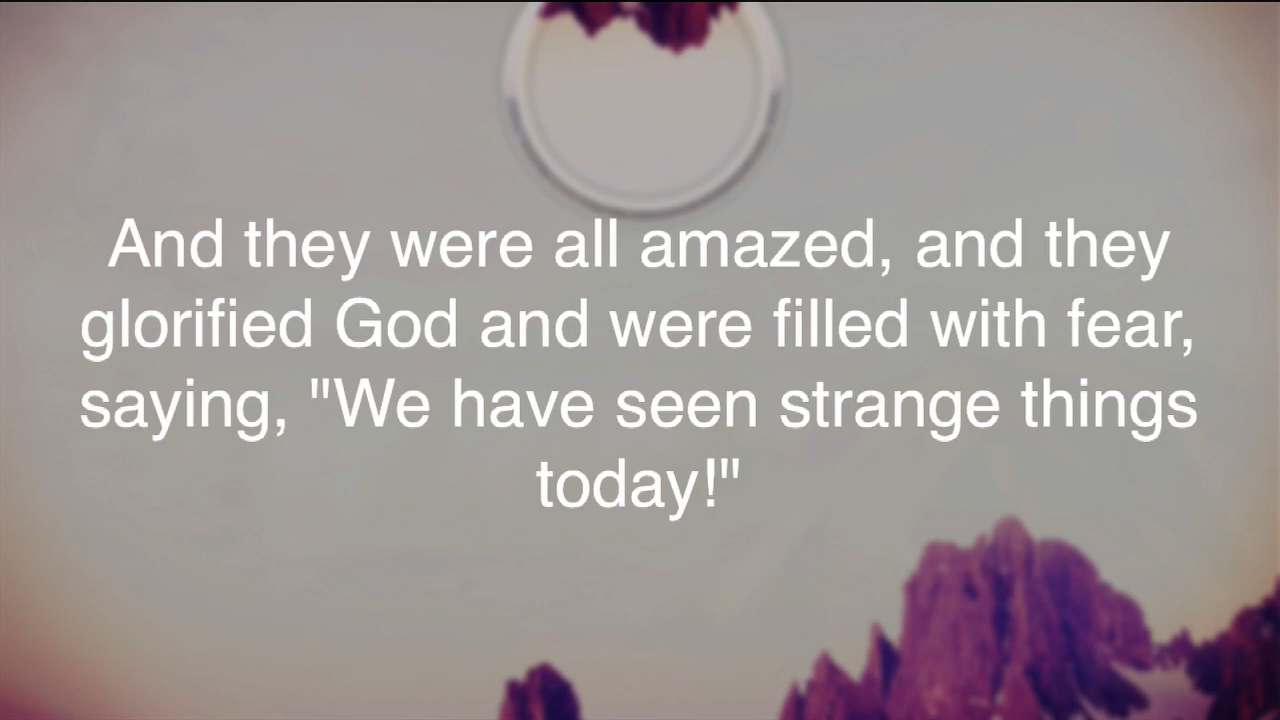 And they were all amazed, and they
glorified God and were filled with fear,
saying, "We have seen strange things
today!"